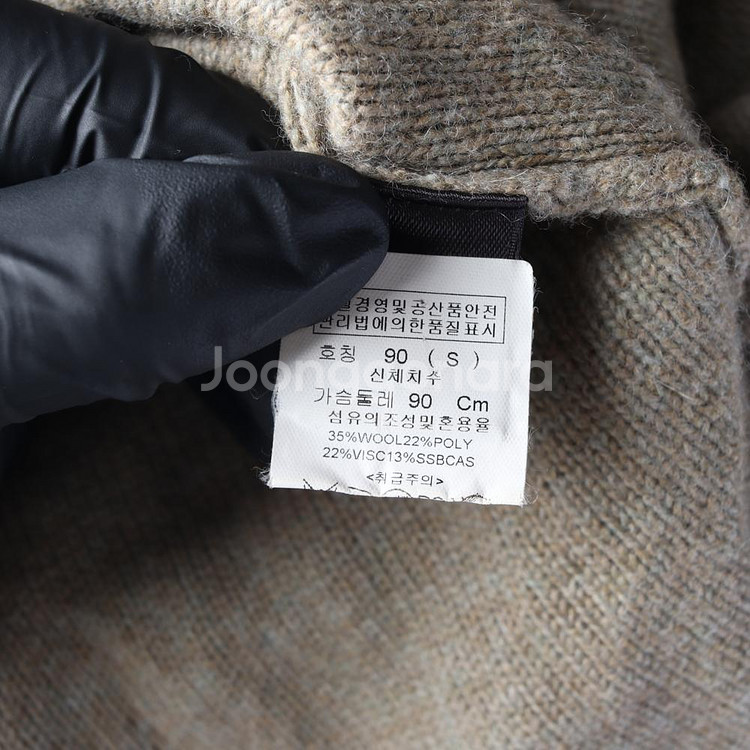 경영및공산품안전
관리법에의한품질표시
호칭 90 ( S )
신체치수
가슴둘레 90 Cm
섬유의조성및혼용율
35%WOOL22%POLY
22%VISC13%SSBCAS
<취급주의>